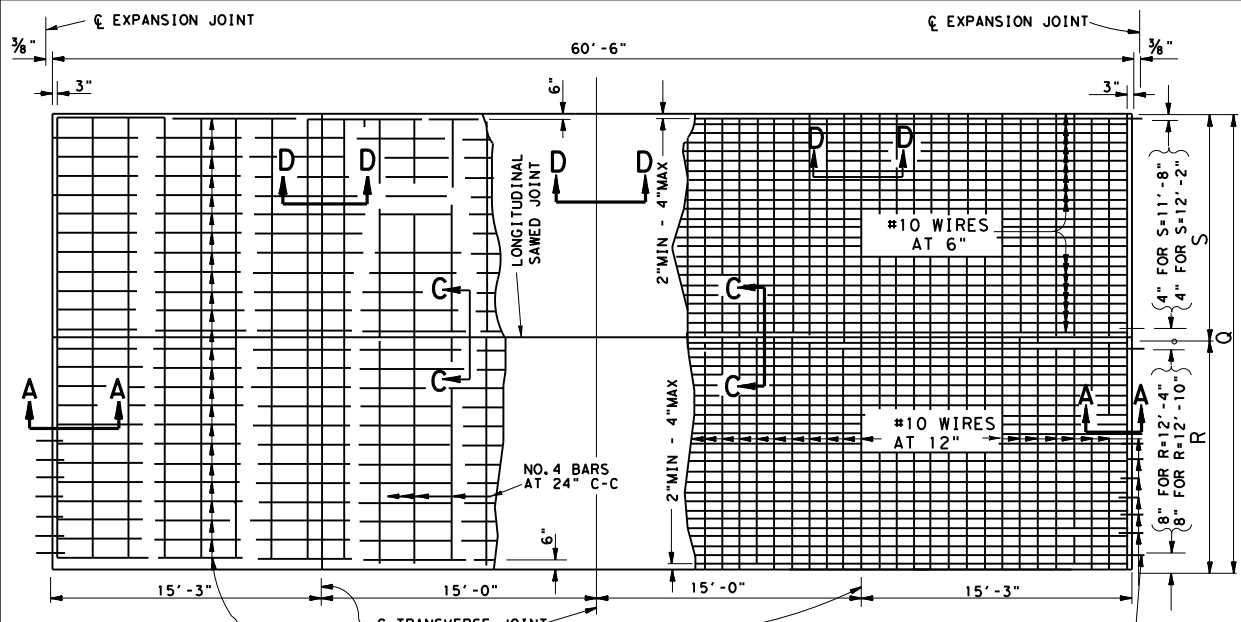 ℄ EXPANSION JOINT
℄ EXPANSION JOINT
3/8"
60'-6"
3/8"
3"
6"
3"
D D
D D
D D
LONGITUDINAL
SAWED JOINT
2"MIN - 4"MAX
#10 WIRES
AT 6"
4" FOR S=11'-8"
4" FOR S=12'-2"
S
Q
C
C
C
C
A A
A A
2"MIN - 4"MAX
#10 WIRES
AT 12"
8" FOR R=12'-4"
8" FOR R=12'-10"
R
NO.4 BARS
AT 24" C-C
6"
15'-3"
15'-0"
15'-0"
15'-3"
TRANSVERSE JOINT